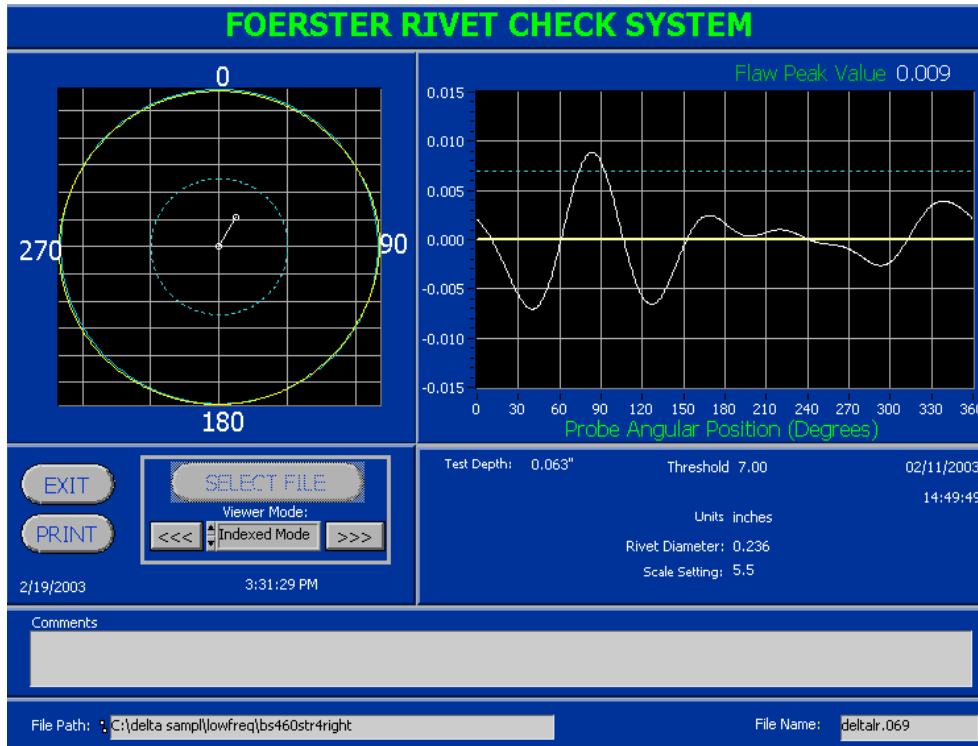 FOERSTER RIVET CHECK SYSTEM
0
270
90
180
Flaw Peak Value 0.009
0.015
0.010
0.005
0.000
-0.005
-0.010
-0.015
0 30 60 90 120 150 180 210 240 270 300 330 360
Probe Angular Position (Degrees)
EXIT
PRINT
SELECT FILE
Viewer Mode:
<<< Indexed Mode >>>
2/19/2003 3:31:29 PM
Test Depth: 0.063" Threshold 7.00 02/11/2003
14:49:49
Units inches
Rivet Diameter: 0.236
Scale Setting: 5.5
Comments
File Path: C:\delta sampl\lowfreq\bs460str4right File Name: deltalr.069